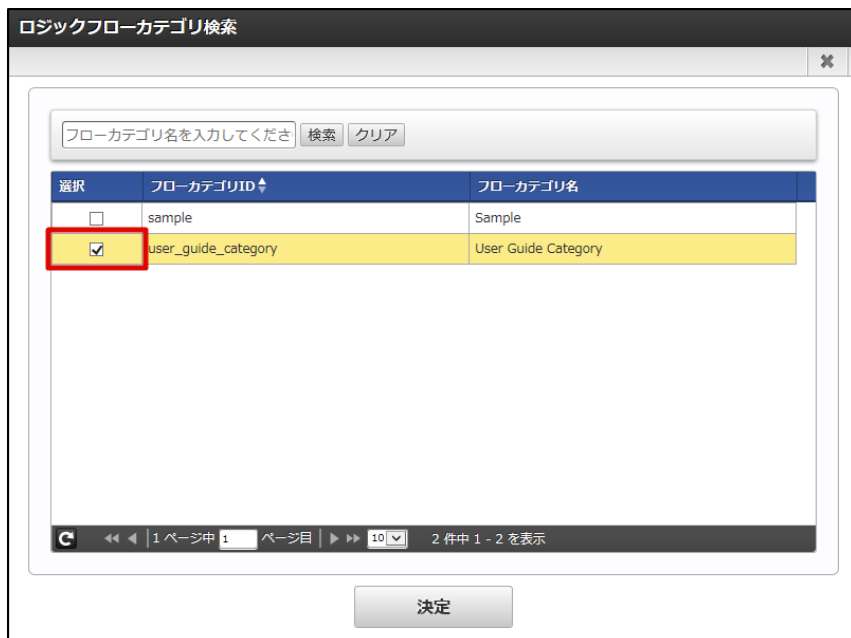 ロジックフローカテゴリ検索
フローカテゴリ名を入力してくださ 検索 クリア
選択 フローカテゴリID フローカテゴリ名
sample Sample
user_guide_category User Guide Category
1 ページ中 1 ページ目 10 2 件中 1 - 2 を表示
決定